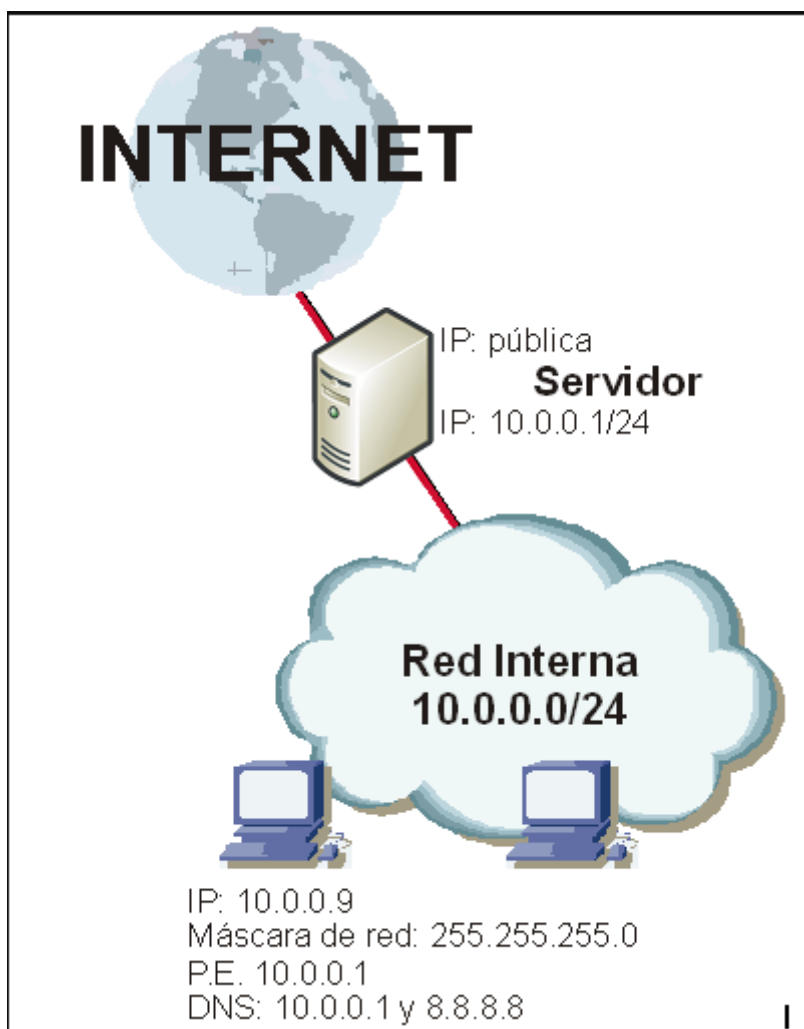 INTERNET
IP: pública
Servidor
IP: 10.0.0.1/24
Red Interna
10.0.0.0/24
IP: 10.0.0.9
Máscara de red: 255.255.255.0
P.E. 10.0.0.1
DNS: 10.0.0.1 y 8.8.8.8